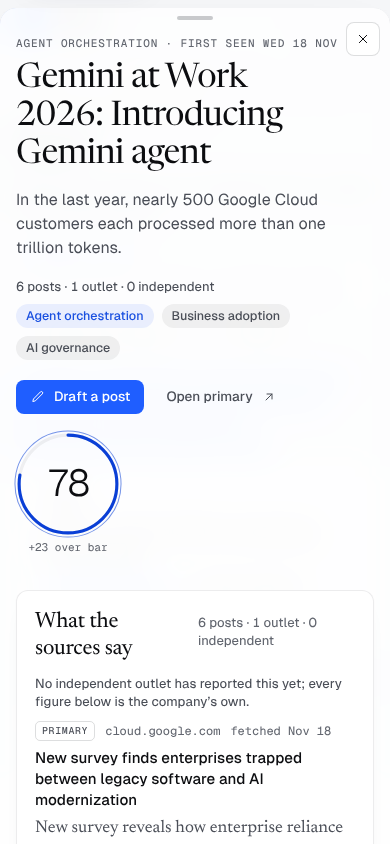 AGENT ORCHESTRATION · FIRST SEEN WED 18 NOV
Gemini at Work
2026: Introducing
Gemini agent
In the last year, nearly 500 Google Cloud
customers each processed more than one
trillion tokens.
6 posts · 1 outlet · 0 independent
Agent orchestration
Business adoption
AI governance
Draft a post
Open primary ↗
78
+23 over bar
What the
sources say
6 posts · 1 outlet · 0
independent
No independent outlet has reported this yet; every
figure below is the company's own.
PRIMARY cloud.google.com fetched Nov 18
New survey finds enterprises trapped
between legacy software and AI
modernization
New survey reveals how enterprise reliance